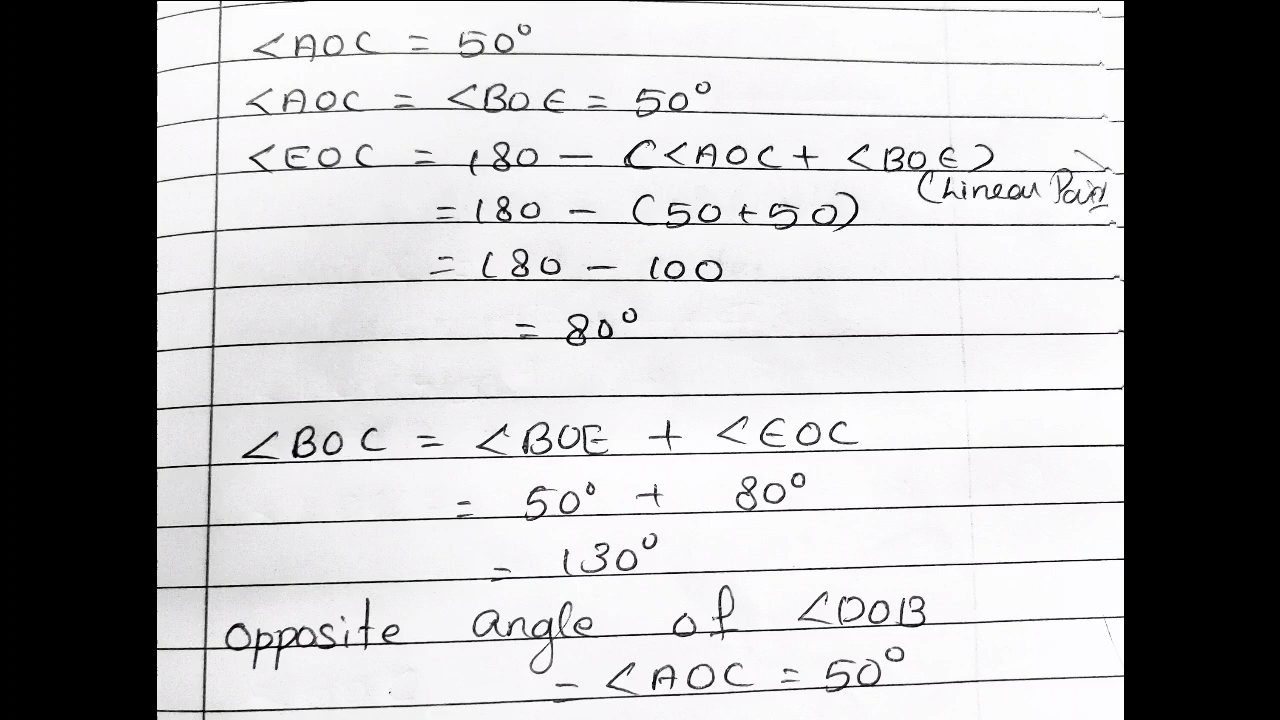 <AOC = 50°
<AOC = <BOE = 50°
<EOC = 180 - (<AOC + <BOE)
(Linear Pair)
= 180 - (50+50)
= 180 - 100
= 80°
<BOC = <BOE + <EOC
= 50° + 80°
= 130°
opposite angle of <DOB
- <AOC = 50°